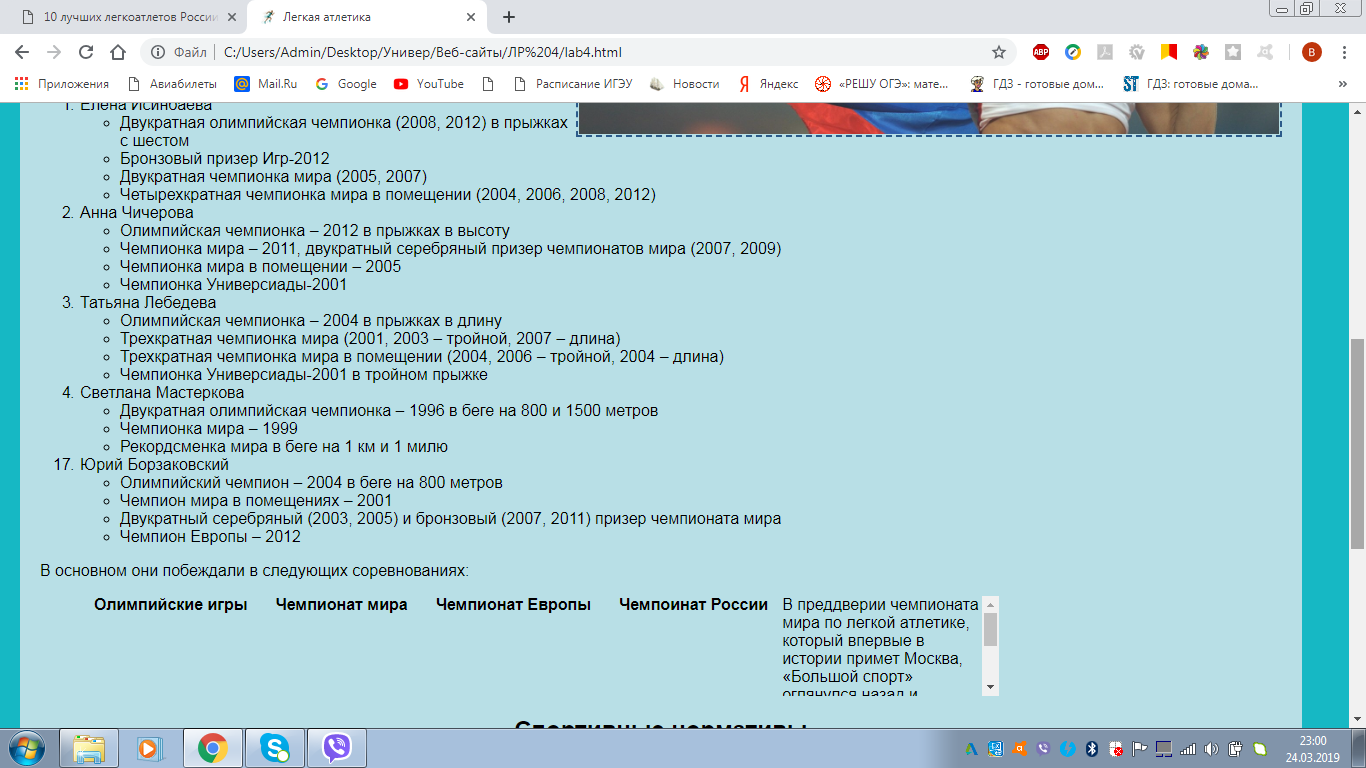 10 лучших легкоатлетов России
Легкая атлетика
Файл C:/Users/Admin/Desktop/Универ/Веб-сайты/ЛР%204/lab4.html
ABP
B
Приложения Авиабилеты Mail.Ru Google YouTube Расписание ИГЭУ Новости Яндекс «РЕШУ ОГЭ»: мате... ГДЗ - готовые дом... ГДЗ: готовые дома... »
1. Елена Исинбаева
Двукратная олимпийская чемпионка (2008, 2012) в прыжках
с шестом
Бронзовый призер Игр-2012
Двукратная чемпионка мира (2005, 2007)
Четырехкратная чемпионка мира в помещении (2004, 2006, 2008, 2012)
2. Анна Чичерова
Олимпийская чемпионка – 2012 в прыжках в высоту
Чемпионка мира – 2011, двукратный серебряный призер чемпионатов мира (2007, 2009)
Чемпионка мира в помещении – 2005
Чемпионка Универсиады-2001
3. Татьяна Лебедева
Олимпийская чемпионка – 2004 в прыжках в длину
Трехкратная чемпионка мира (2001, 2003 – тройной, 2007 – длина)
Трехкратная чемпионка мира в помещении (2004, 2006 – тройной, 2004 – длина)
Чемпионка Универсиады-2001 в тройном прыжке
4. Светлана Мастеркова
Двукратная олимпийская чемпионка – 1996 в беге на 800 и 1500 метров
Чемпионка мира – 1999
Рекордсменка мира в беге на 1 км и 1 милю
17. Юрий Борзаковский
Олимпийский чемпион – 2004 в беге на 800 метров
Чемпион мира в помещениях – 2001
Двукратный серебряный (2003, 2005) и бронзовый (2007, 2011) призер чемпионата мира
Чемпион Европы – 2012
В основном они побеждали в следующих соревнованиях:
Олимпийские игры Чемпионат мира Чемпионат Европы Чемпоинат России
В преддверии чемпионата
мира по легкой атлетике,
который впервые в
истории примет Москва,
«Большой спорт»
оглянулся назад и
Спортивные нормативы
23:00
24.03.2019